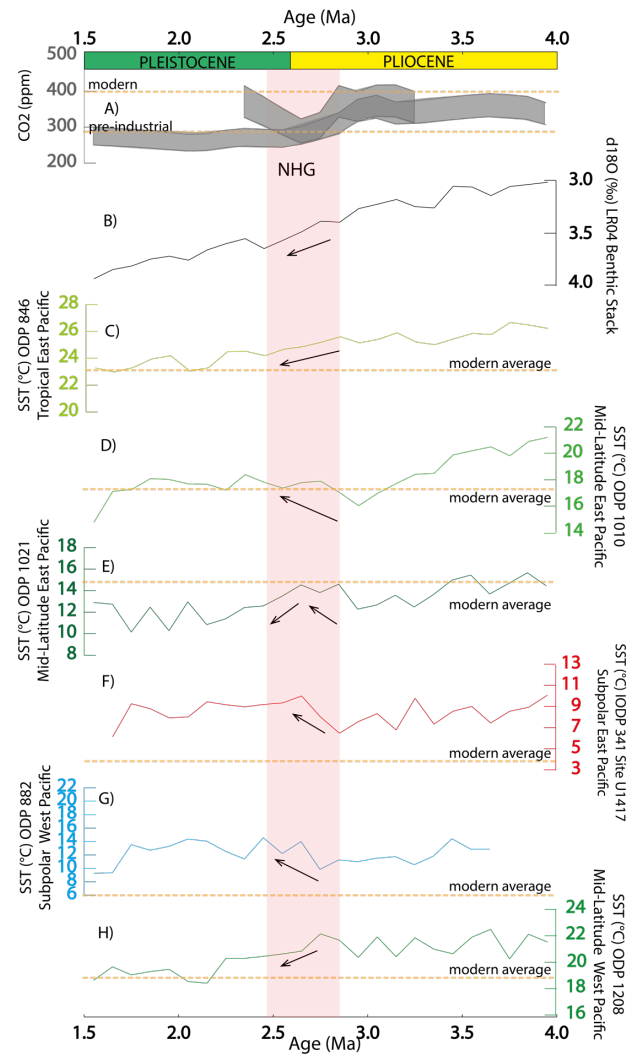 Age (Ma)
1.5 2.0 2.5 3.0 3.5 4.0
PLEISTOCENE PLIOCENE
CO2 (ppm)
500
400
300
200
modern
A)
pre-industrial
NHG
d18O (‰) LR04 Benthic Stack
3.0
3.5
4.0
B)
SST (°C) ODP 846
Tropical East Pacific
28
26
24
22
20
C)
modern average
SST (°C) ODP 1010
Mid-Latitude East Pacific
22
20
18
16
14
D)
modern average
SST (°C) ODP 1021
Mid-Latitude East Pacific
18
16
14
12
10
8
E)
modern average
SST (°C) IODP 341 Site U1417
Subpolar East Pacific
13
11
9
7
5
3
F)
modern average
SST (°C) ODP 882
Subpolar West Pacific
22
20
18
16
14
12
10
8
6
G)
modern average
SST (°C) ODP 1208
Mid-Latitude West Pacific
24
22
20
18
16
H)
modern average
1.5 2.0 2.5 3.0 3.5 4.0
Age (Ma)